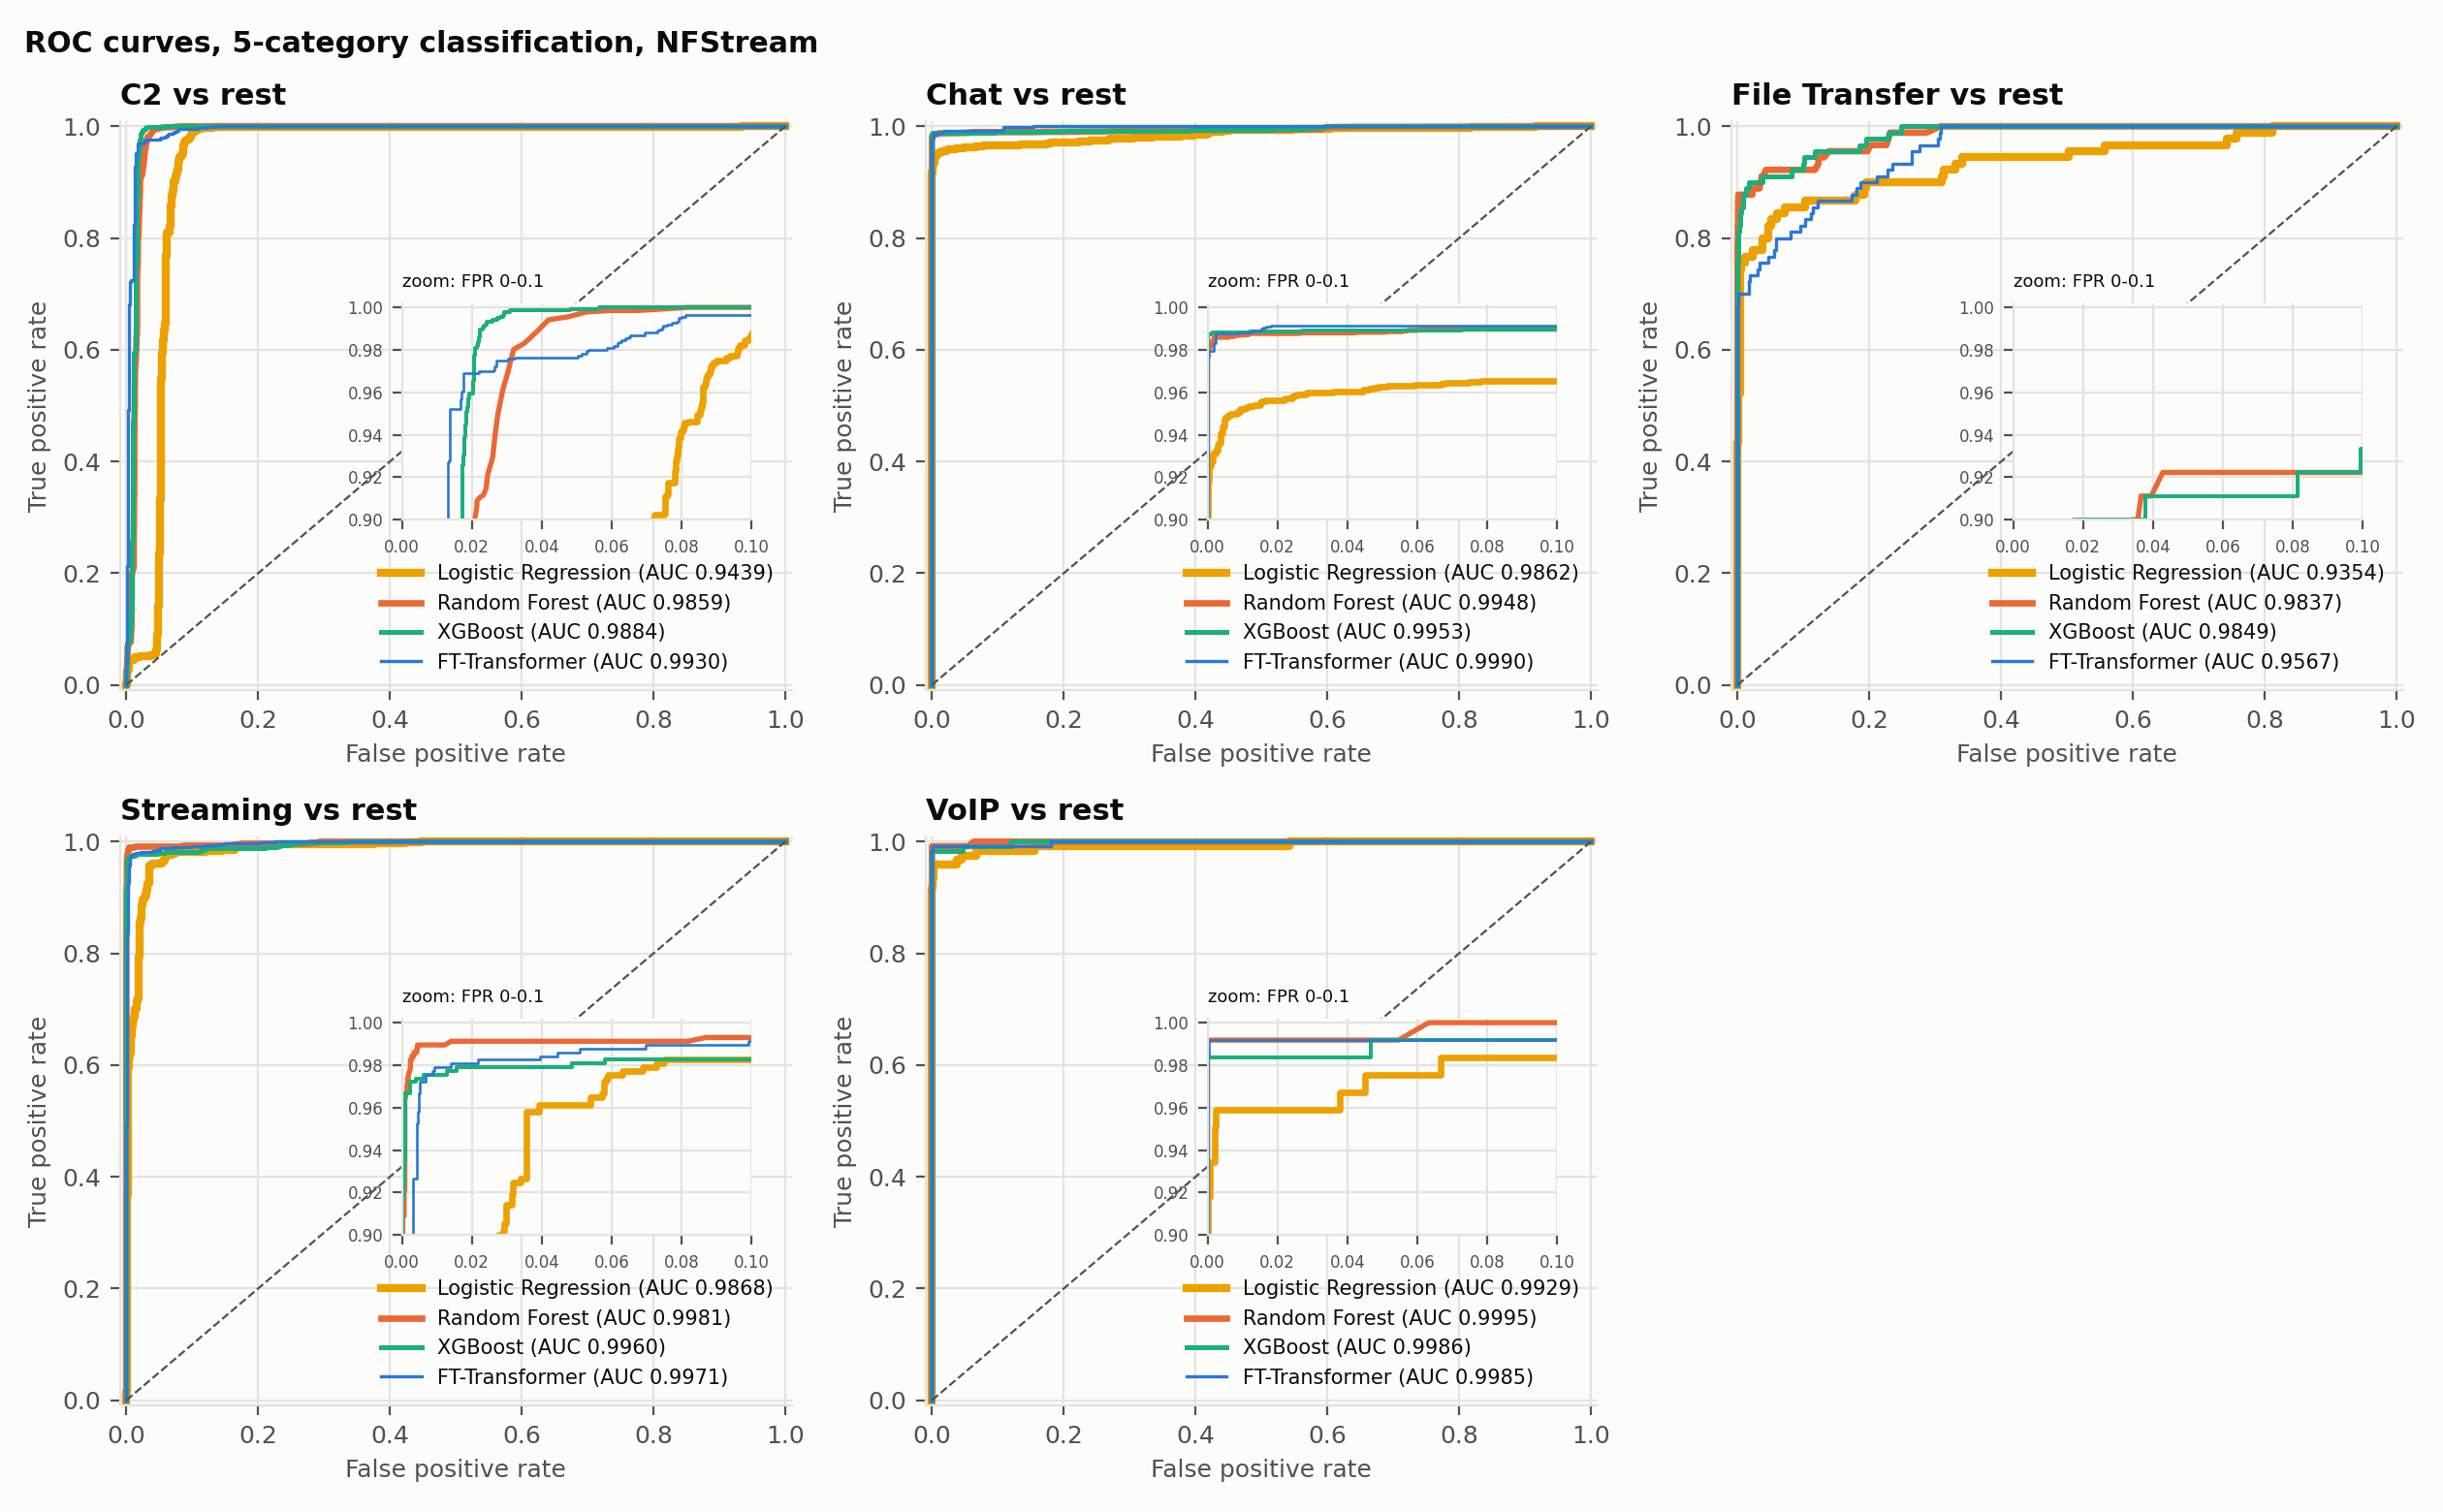 ROC curves, 5-category classification, NFStream
C2 vs rest
True positive rate
1.0
0.8
0.6
0.4
0.2
0.0
zoom: FPR 0-0.1
1.00
0.98
0.96
0.94
0.92
0.90
0.00 0.02 0.04 0.06 0.08 0.10
Logistic Regression (AUC 0.9439)
Random Forest (AUC 0.9859)
XGBoost (AUC 0.9884)
FT-Transformer (AUC 0.9930)
0.0 0.2 0.4 0.6 0.8 1.0
False positive rate
Chat vs rest
True positive rate
1.0
0.8
0.6
0.4
0.2
0.0
zoom: FPR 0-0.1
1.00
0.98
0.96
0.94
0.92
0.90
0.00 0.02 0.04 0.06 0.08 0.10
Logistic Regression (AUC 0.9862)
Random Forest (AUC 0.9948)
XGBoost (AUC 0.9953)
FT-Transformer (AUC 0.9990)
0.0 0.2 0.4 0.6 0.8 1.0
False positive rate
File Transfer vs rest
True positive rate
1.0
0.8
0.6
0.4
0.2
0.0
zoom: FPR 0-0.1
1.00
0.98
0.96
0.94
0.92
0.90
0.00 0.02 0.04 0.06 0.08 0.10
Logistic Regression (AUC 0.9354)
Random Forest (AUC 0.9837)
XGBoost (AUC 0.9849)
FT-Transformer (AUC 0.9567)
0.0 0.2 0.4 0.6 0.8 1.0
False positive rate
Streaming vs rest
True positive rate
1.0
0.8
0.6
0.4
0.2
0.0
zoom: FPR 0-0.1
1.00
0.98
0.96
0.94
0.92
0.90
0.00 0.02 0.04 0.06 0.08 0.10
Logistic Regression (AUC 0.9868)
Random Forest (AUC 0.9981)
XGBoost (AUC 0.9960)
FT-Transformer (AUC 0.9971)
0.0 0.2 0.4 0.6 0.8 1.0
False positive rate
VoIP vs rest
True positive rate
1.0
0.8
0.6
0.4
0.2
0.0
zoom: FPR 0-0.1
1.00
0.98
0.96
0.94
0.92
0.90
0.00 0.02 0.04 0.06 0.08 0.10
Logistic Regression (AUC 0.9929)
Random Forest (AUC 0.9995)
XGBoost (AUC 0.9986)
FT-Transformer (AUC 0.9985)
0.0 0.2 0.4 0.6 0.8 1.0
False positive rate